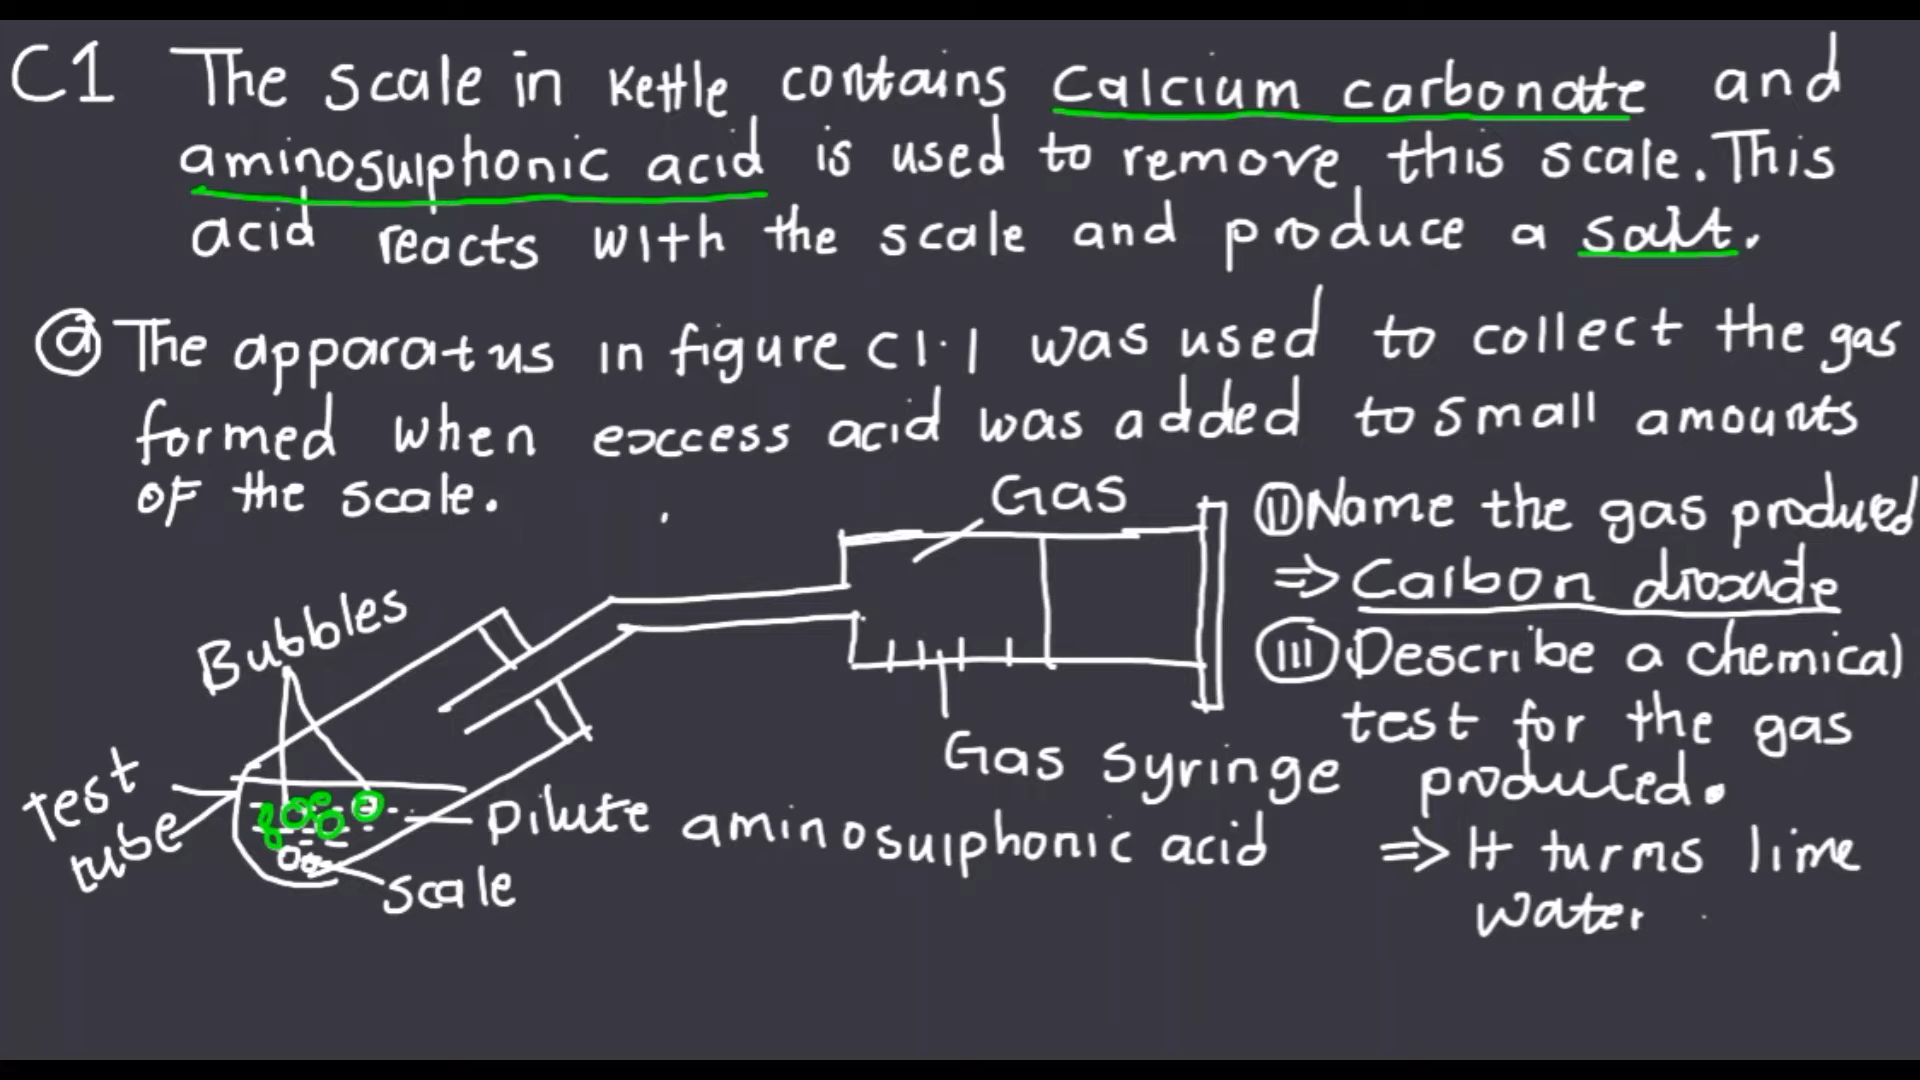 C1 The scale in kettle contains calcium carbonate and
aminosulphonic acid is used to remove this scale. This
acid reacts with the scale and produce a salt.
ⓐ The apparatus in figure C1.1 was used to collect the gas
formed when excess acid was added to small amounts
of the scale.
Gas
Bubbles
Test
tube
Gas syringe
Dilute aminosulphonic acid
scale
(ii) Name the gas produced
⇒ Carbon dioxide
(iii) Describe a chemical
test for the gas
produced.
⇒ It turns lime
water